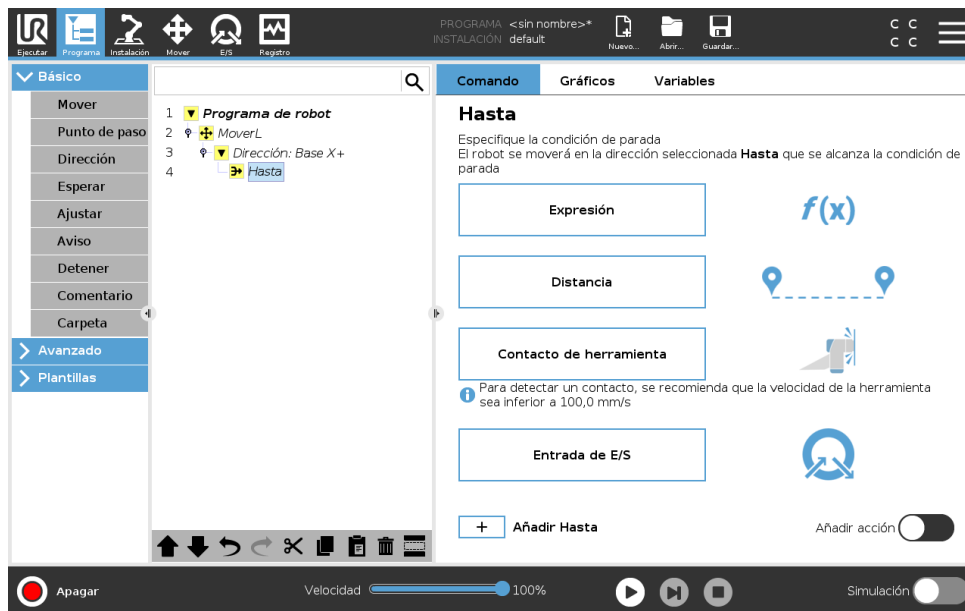 UR
PROGRAMA <sin nombre>*
INSTALACIÓN default
C C
C C
Ejecutar Programa Instalación Mover E/S Registro Nuevo... Abrir... Guardar...
Básico
Mover
Punto de paso
Dirección
Esperar
Ajustar
Aviso
Detener
Comentario
Carpeta
Avanzado
Plantillas
1 Programa de robot
2 MoverL
3 Dirección: Base X+
4 Hasta
Comando Gráficos Variables
Hasta
Especifique la condición de parada
El robot se moverá en la dirección seleccionada Hasta que se alcanza la condición de
parada
Expresión f(x)
Distancia
Contacto de herramienta
Para detectar un contacto, se recomienda que la velocidad de la herramienta
sea inferior a 100,0 mm/s
Entrada de E/S
+ Añadir Hasta Añadir acción
Apagar Velocidad 100% Simulación